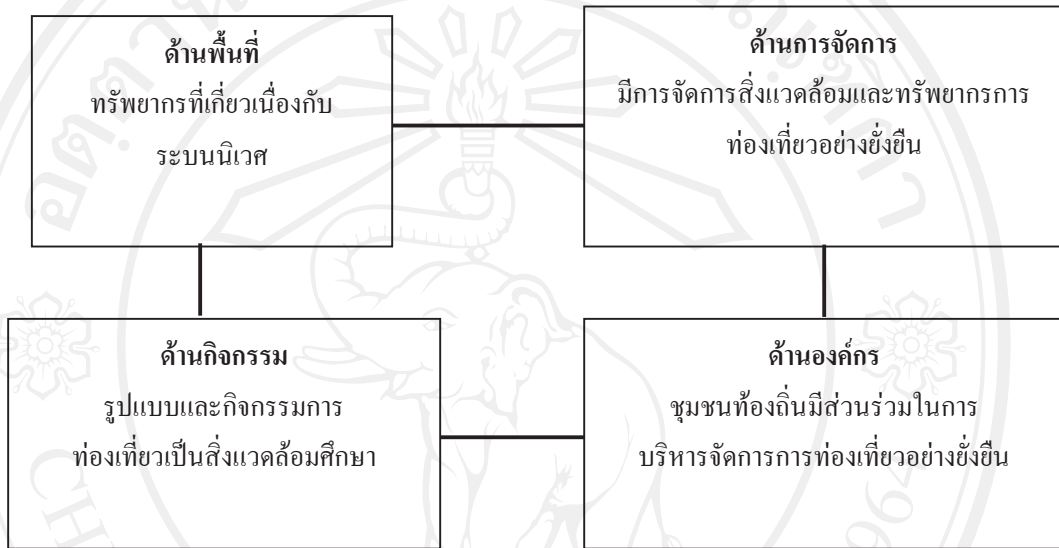 ด้านพื้นที่
ทรัพยากรที่เกี่ยวเนื่องกับ
ระบนนิเวศ
ด้านการจัดการ
มีการจัดการสิ่งแวดล้อมและทรัพยากรการ
ท่องเที่ยวอย่างยั่งยืน
ด้านกิจกรรม
รูปแบบและกิจกรรมการ
ท่องเที่ยวเป็นสิ่งแวดล้อมศึกษา
ด้านองค์กร
ชุมชนท้องถิ่นมีส่วนร่วมในการ
บริหารจัดการการท่องเที่ยวอย่างยั่งยืน